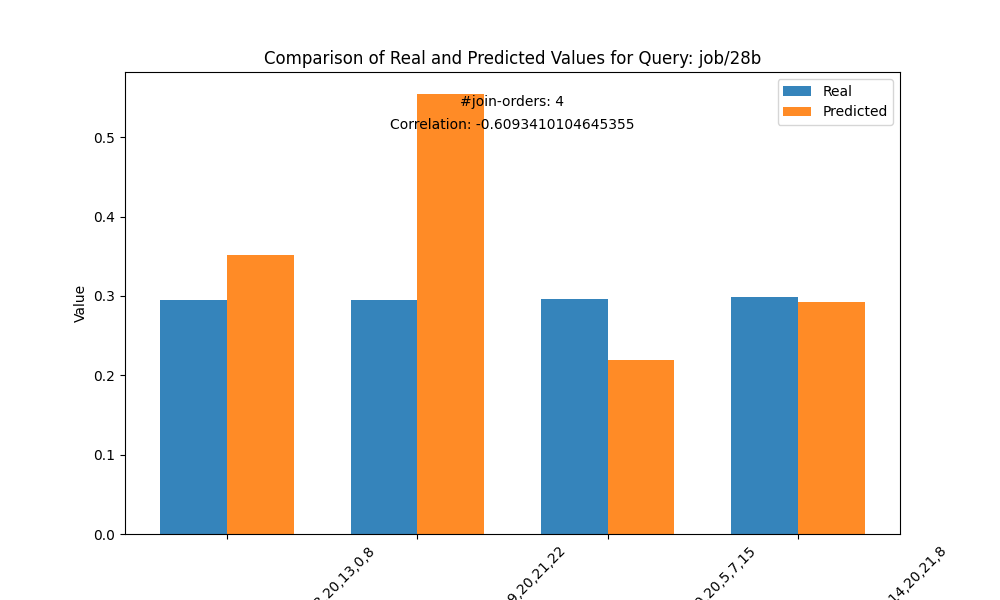 Comparison of Real and Predicted Values for Query: job/28b
#join-orders: 4
Correlation: -0.6093410104645355
Real
Predicted
Value
0.5
0.4
0.3
0.2
0.1
0.0
20,13,0,8
9,20,21,22
20,5,7,15
14,20,21,8